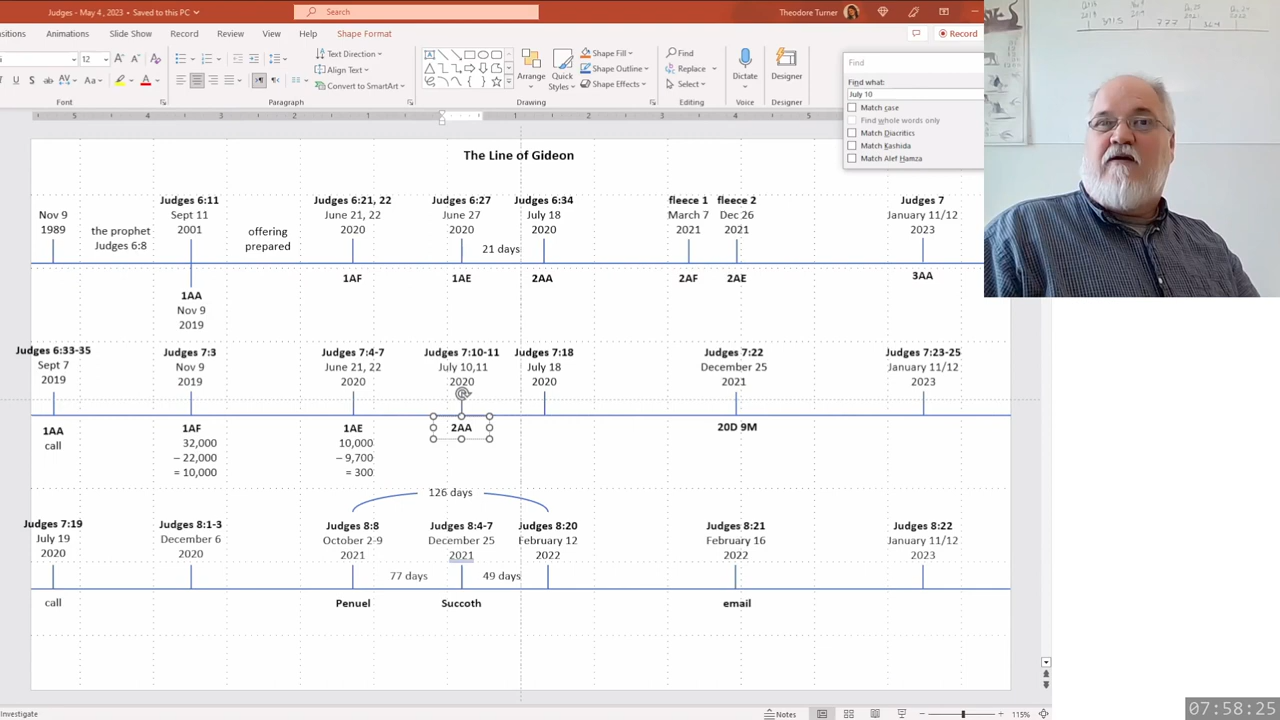 Judges - May 4, 2023 • Saved to this PC
Search
Theodore Turner
sitions
Animations
Slide Show
Record
Review
View
Help
Shape Format
Record
12
Text Direction
Align Text
Convert to SmartArt
Arrange
Quick
Styles
Shape Fill
Shape Outline
Shape Effects
Find
Replace
Select
Dictate
Designer
Font
Paragraph
Drawing
Editing
Voice
Designer
Find
Find what:
July 10
Match case
Find whole words only
Match Diacritics
Match Kashida
Match Alef Hamza
5 4 3 2 1 1 2 3 4 5
The Line of Gideon
Nov 9
1989
the prophet
Judges 6:8
Judges 6:11
Sept 11
2001
offering
prepared
Judges 6:21, 22
June 21, 22
2020
Judges 6:27
June 27
2020
21 days
Judges 6:34
July 18
2020
fleece 1
March 7
2021
fleece 2
Dec 26
2021
Judges 7
January 11/12
2023
1AA
Nov 9
2019
1AF
1AE
2AA
2AF
2AE
3AA
Judges 6:33-35
Sept 7
2019
Judges 7:3
Nov 9
2019
Judges 7:4-7
June 21, 22
2020
Judges 7:10-11
July 10,11
2020
Judges 7:18
July 18
2020
Judges 7:22
December 25
2021
Judges 7:23-25
January 11/12
2023
1AA
call
1AF
32,000
– 22,000
= 10,000
1AE
10,000
– 9,700
= 300
2AA
20D 9M
126 days
Judges 7:19
July 19
2020
Judges 8:1-3
December 6
2020
Judges 8:8
October 2-9
2021
Judges 8:4-7
December 25
2021
Judges 8:20
February 12
2022
Judges 8:21
February 16
2022
Judges 8:22
January 11/12
2023
77 days
49 days
call
Penuel
Succoth
email
Investigate
Notes
115%
07:58:25